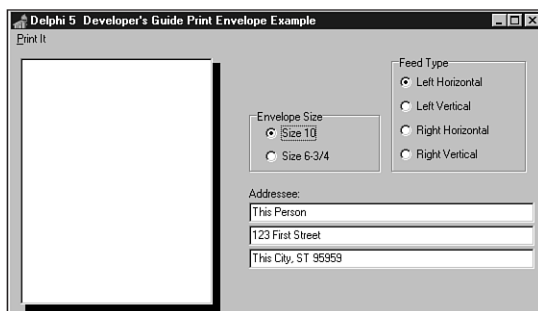 Delphi 5 Developer's Guide Print Envelope Example
Print It
Feed Type
Left Horizontal
Left Vertical
Right Horizontal
Right Vertical
Envelope Size
Size 10
Size 6-3/4
Addressee:
This Person
123 First Street
This City, ST 95959